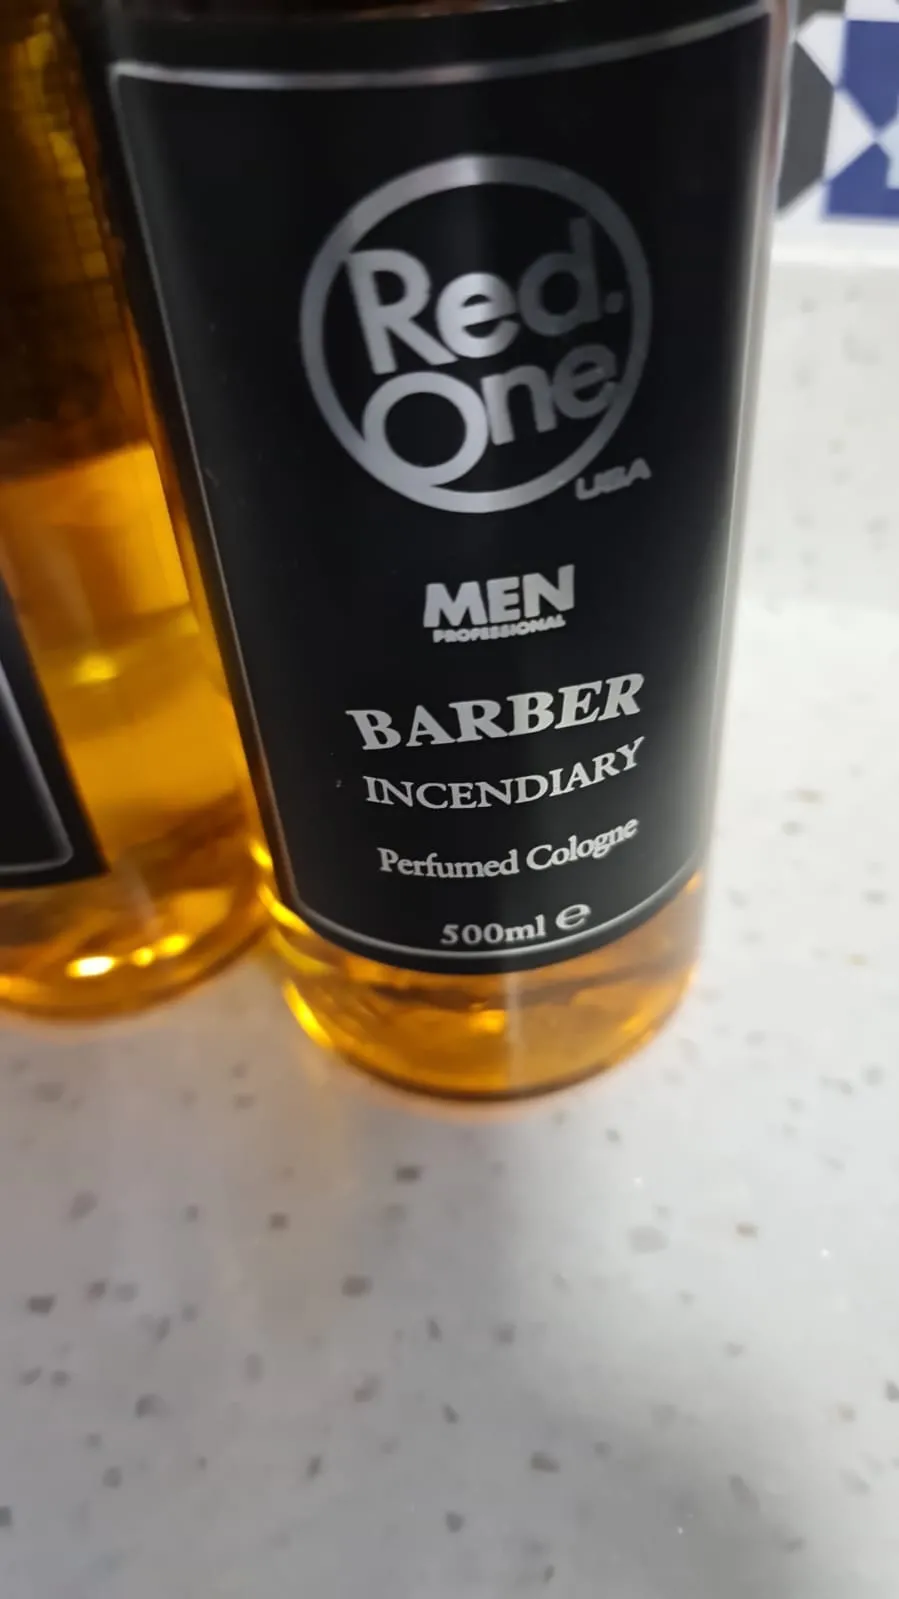 Red.
One
USA
MEN
PROFESSIONAL
BARBER
INCENDIARY
Perfumed Cologne
500ml ℮